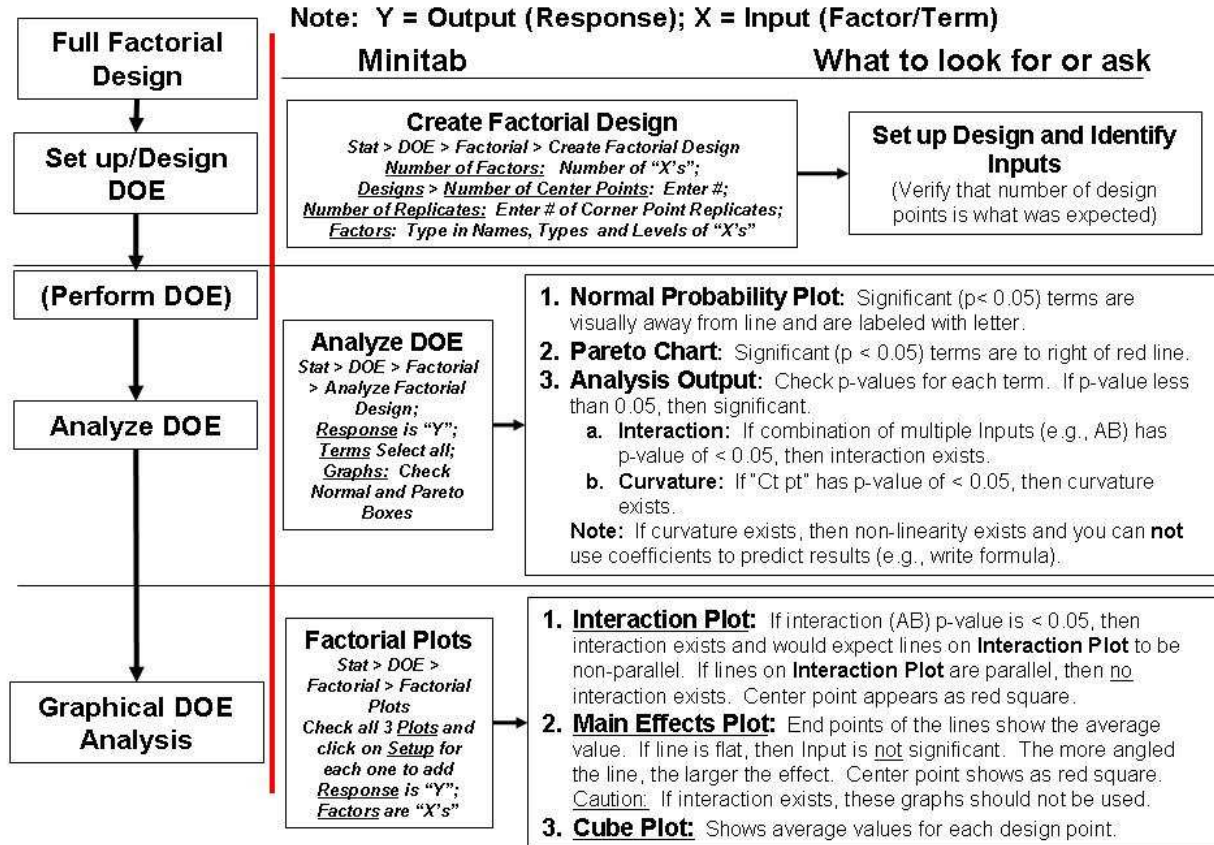 Note: Y = Output (Response); X = Input (Factor/Term)
Full Factorial
Design
Minitab
What to look for or ask
Set up/Design
DOE
Create Factorial Design
Stat > DOE > Factorial > Create Factorial Design
Number of Factors: Number of “X’s”;
Designs > Number of Center Points: Enter #;
Number of Replicates: Enter # of Corner Point Replicates;
Factors: Type in Names, Types and Levels of “X’s”
Set up Design and Identify
Inputs
(Verify that number of design
points is what was expected)
(Perform DOE)
Analyze DOE
Analyze DOE
Stat > DOE > Factorial
> Analyze Factorial
Design;
Response is “Y”;
Terms Select all;
Graphs: Check
Normal and Pareto
Boxes
1. Normal Probability Plot: Significant (p< 0.05) terms are
visually away from line and are labeled with letter.
2. Pareto Chart: Significant (p < 0.05) terms are to right of red line.
3. Analysis Output: Check p-values for each term. If p-value less
than 0.05, then significant.
a. Interaction: If combination of multiple Inputs (e.g., AB) has
p-value of < 0.05, then interaction exists.
b. Curvature: If “Ct pt” has p-value of < 0.05, then curvature
exists.
Note: If curvature exists, then non-linearity exists and you can not
use coefficients to predict results (e.g., write formula).
Graphical DOE
Analysis
Factorial Plots
Stat > DOE >
Factorial > Factorial
Plots
Check all 3 Plots and
click on Setup for
each one to add
Response is “Y”;
Factors are “X’s”
1. Interaction Plot: If interaction (AB) p-value is < 0.05, then
interaction exists and would expect lines on Interaction Plot to be
non-parallel. If lines on Interaction Plot are parallel, then no
interaction exists. Center point appears as red square.
2. Main Effects Plot: End points of the lines show the average
value. If line is flat, then Input is not significant. The more angled
the line, the larger the effect. Center point shows as red square.
Caution: If interaction exists, these graphs should not be used.
3. Cube Plot: Shows average values for each design point.